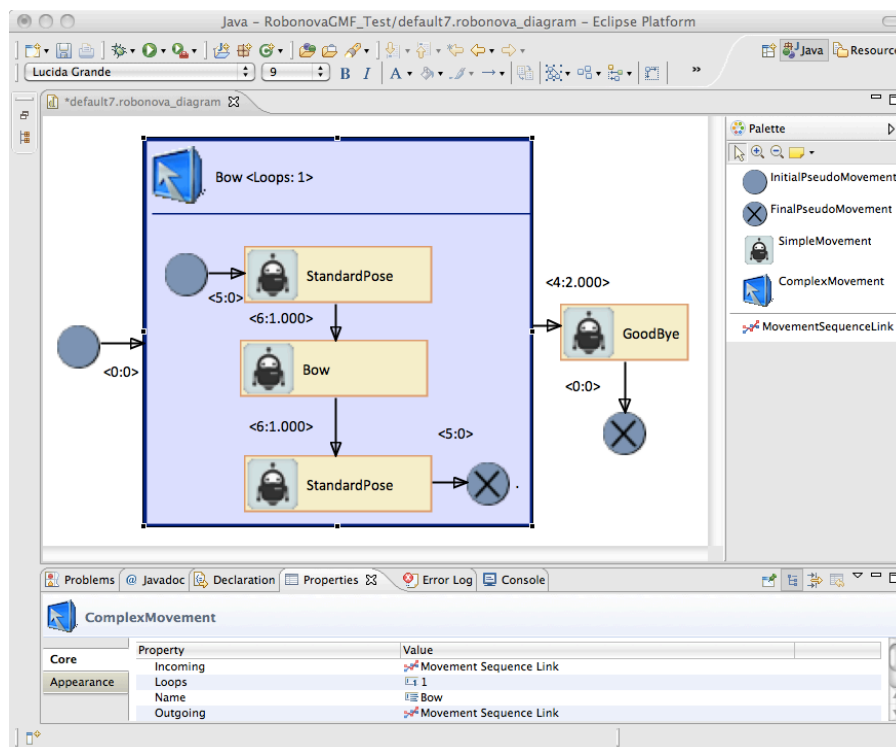 Java - RobonovaGMF_Test/default7.robonova_diagram - Eclipse Platform
Java
Resource
Lucida Grande
9
B I A
»
*default7.robonova_diagram
Palette
InitialPseudoMovement
FinalPseudoMovement
SimpleMovement
ComplexMovement
MovementSequenceLink
Bow <Loops: 1>
StandardPose
<5:0>
<6:1.000>
<4:2.000>
GoodBye
<0:0>
Bow
<0:0>
<6:1.000>
<5:0>
StandardPose
.
Problems @ Javadoc Declaration Properties Error Log Console
ComplexMovement
Core
Appearance
Property Value
Incoming Movement Sequence Link
Loops 1
Name Bow
Outgoing Movement Sequence Link